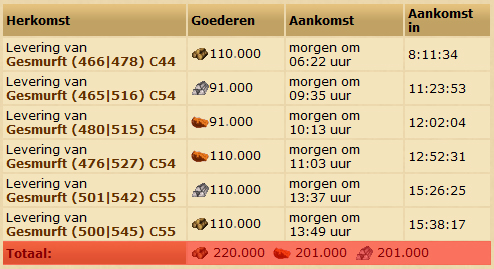 Herkomst Goederen Aankomst Aankomst in
Levering van Gesmurft (466|478) C44 110.000 morgen om 06:22 uur 8:11:34
Levering van Gesmurft (465|516) C54 91.000 morgen om 09:35 uur 11:23:53
Levering van Gesmurft (480|515) C54 91.000 morgen om 10:13 uur 12:02:04
Levering van Gesmurft (476|527) C54 110.000 morgen om 11:03 uur 12:52:31
Levering van Gesmurft (501|542) C55 110.000 morgen om 13:37 uur 15:26:25
Levering van Gesmurft (500|545) C55 110.000 morgen om 13:49 uur 15:38:17
Totaal: 220.000 201.000 201.000